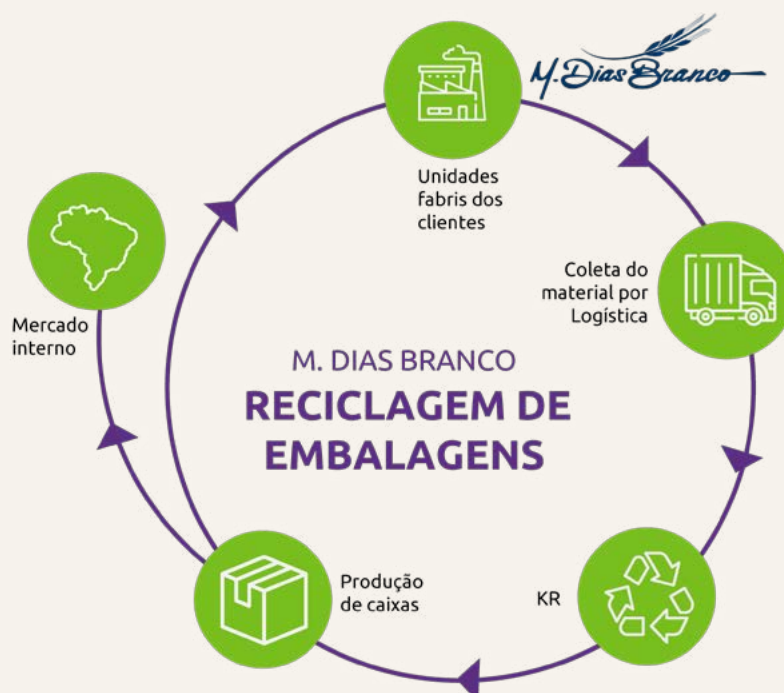 M. Dias Branco
Unidades
fabris dos
clientes
Coleta do
material por
Logística
Mercado
interno
M. DIAS BRANCO
RECICLAGEM DE
EMBALAGENS
Produção
de caixas
KR